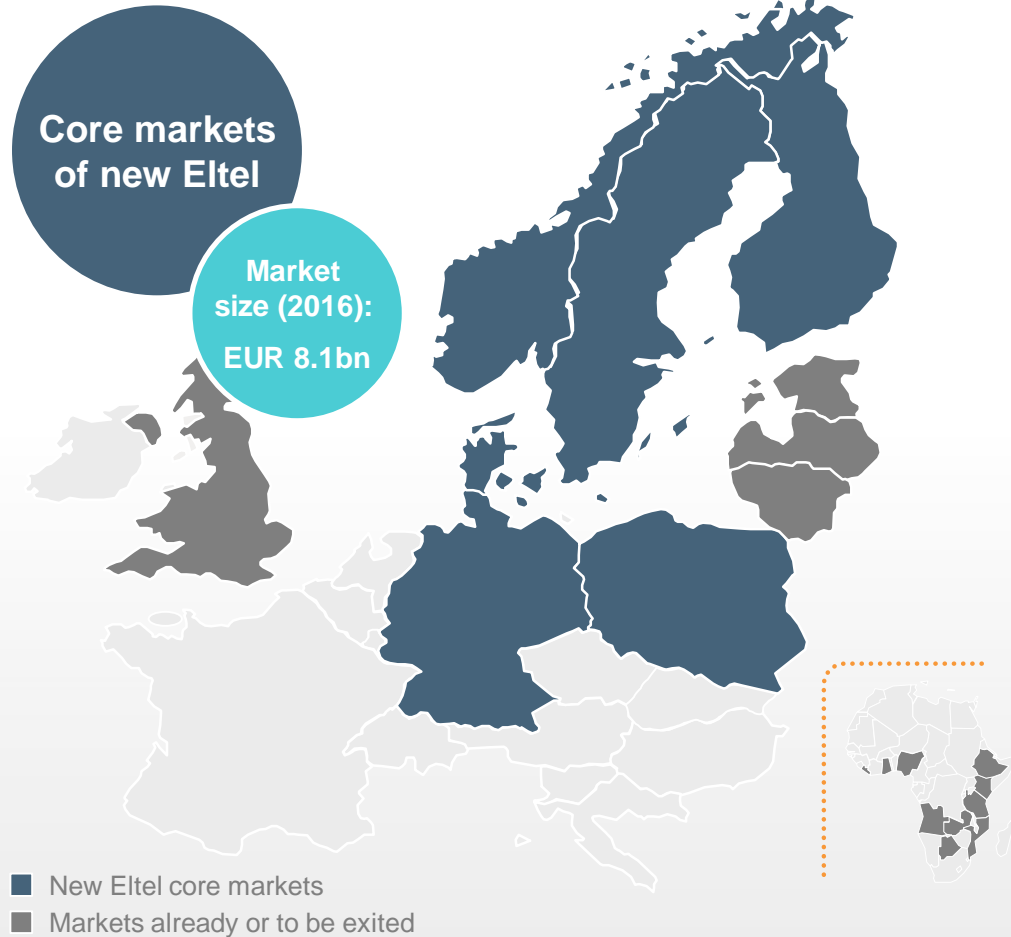 Core markets
of new Eltel
Market
size (2016):
EUR 8.1bn
New Eltel core markets
Markets already or to be exited